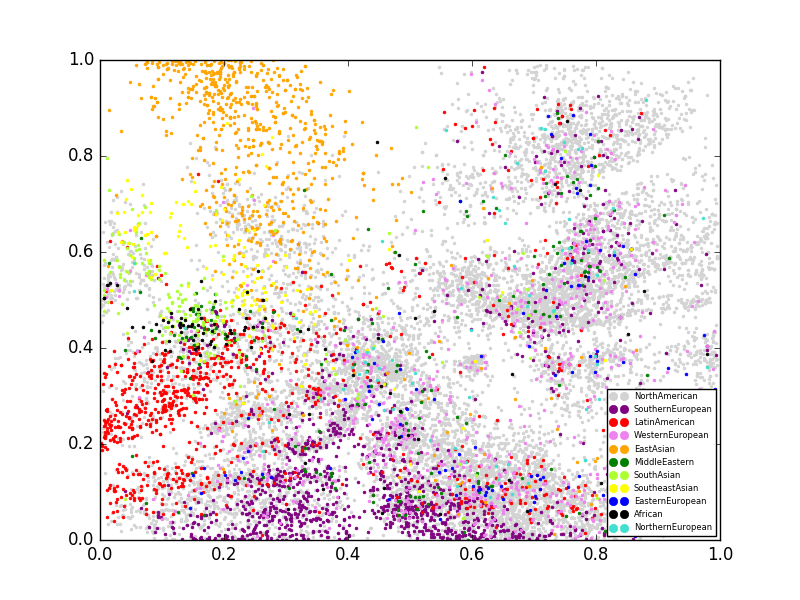 1.0
0.8
0.6
0.4
0.2
0.0
0.0 0.2 0.4 0.6 0.8 1.0
NorthAmerican
SouthernEuropean
LatinAmerican
WesternEuropean
EastAsian
MiddleEastern
SouthAsian
SoutheastAsian
EasternEuropean
African
NorthernEuropean